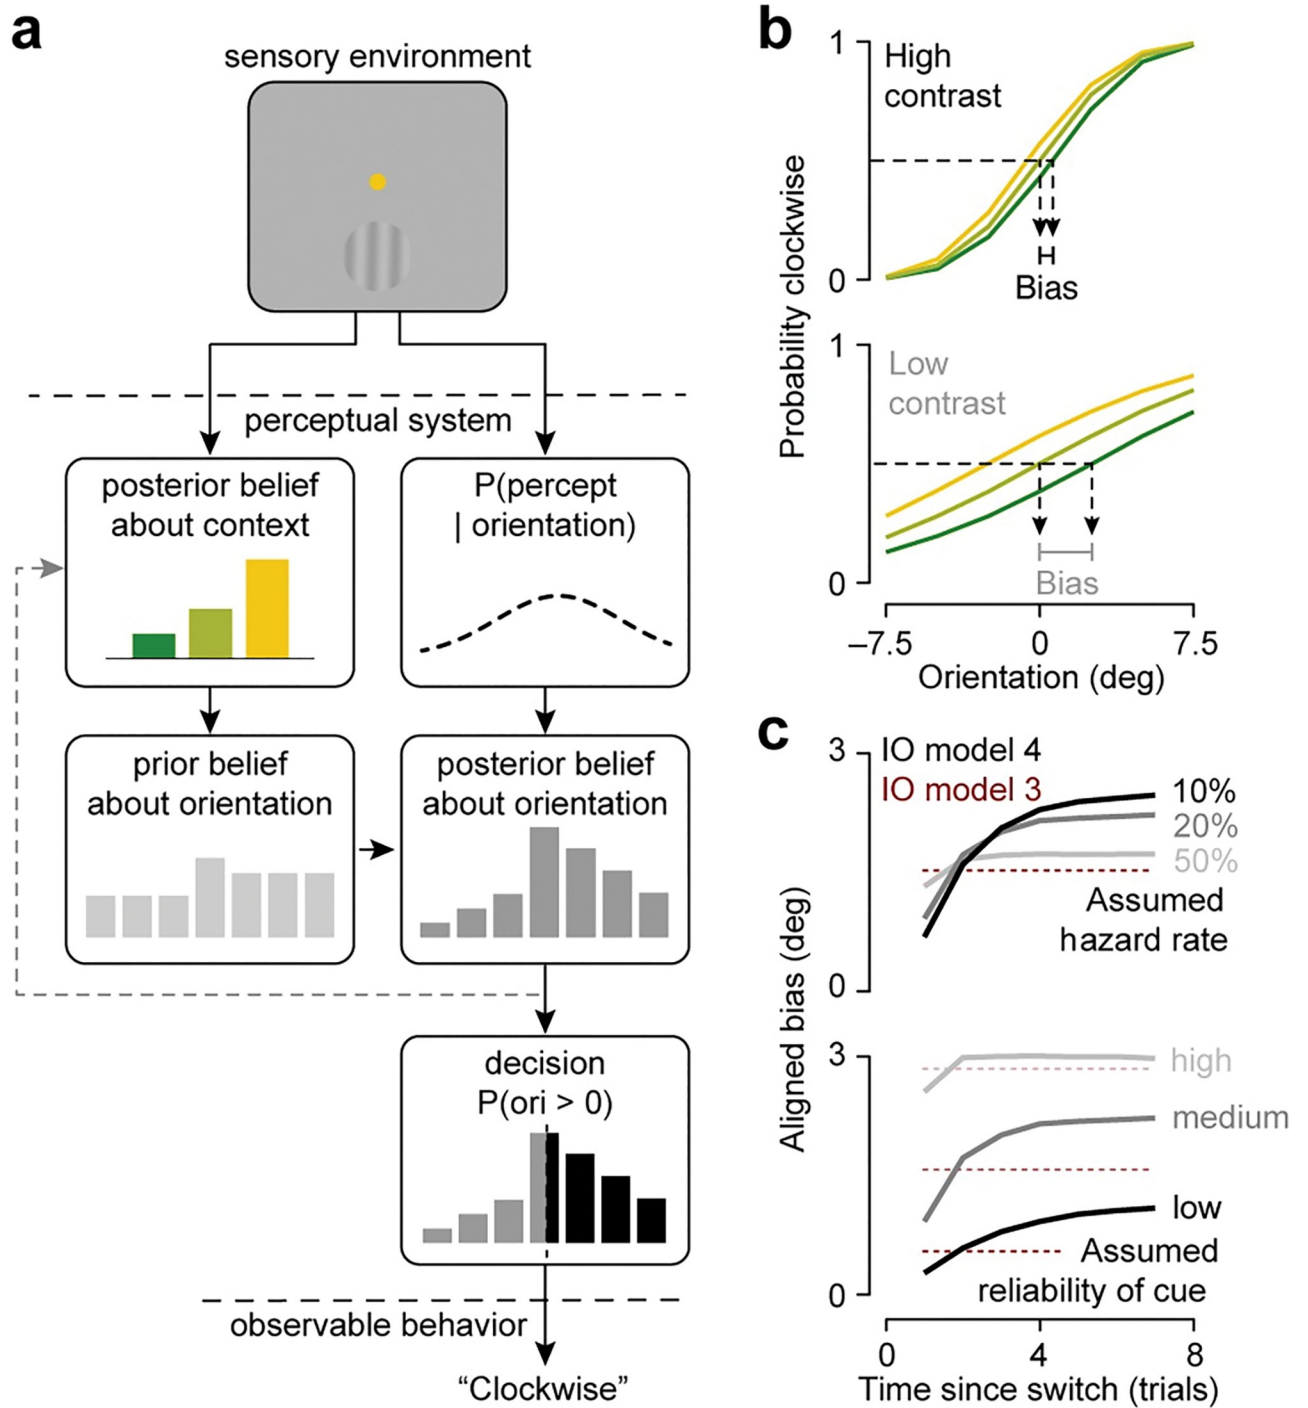 a
sensory environment
perceptual system
posterior belief
about context
P(percept
| orientation)
prior belief
about orientation
posterior belief
about orientation
decision
P(ori > 0)
observable behavior
“Clockwise”
b
Probability clockwise
1
High
contrast
0
Bias
1
Low
contrast
0
Bias
–7.5
0
7.5
Orientation (deg)
c
Aligned bias (deg)
3
IO model 4
IO model 3
10%
20%
50%
Assumed
hazard rate
0
3
high
medium
low
Assumed
reliability of cue
0
0
4
8
Time since switch (trials)